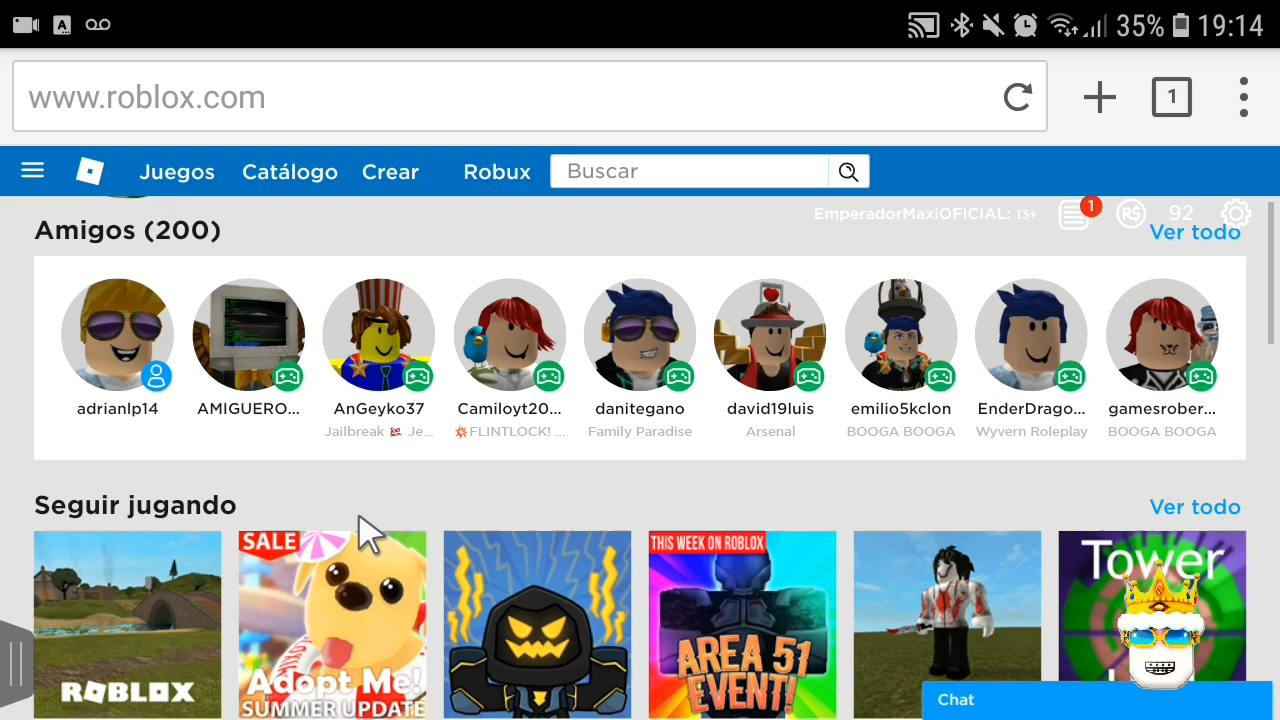 A
35% 19:14
www.roblox.com
1
Juegos Catálogo Crear Robux Buscar
EmperadorMaxiOFICIAL: 13+ 1 R$ 92
Amigos (200) Ver todo
adrianlp14 AMIGUERO... AnGeyko37 Camiloyt20... danitegano david19luis emilio5kclon EnderDrago... gamesrober...
Jailbreak Je... FLINTLOCK! ... Family Paradise Arsenal BOOGA BOOGA Wyvern Roleplay BOOGA BOOGA
Seguir jugando Ver todo
SALE
THIS WEEK ON ROBLOX
Tower
AREA 51
EVENT!
ROBLOX
Adopt Me!
SUMMER UPDATE
Chat